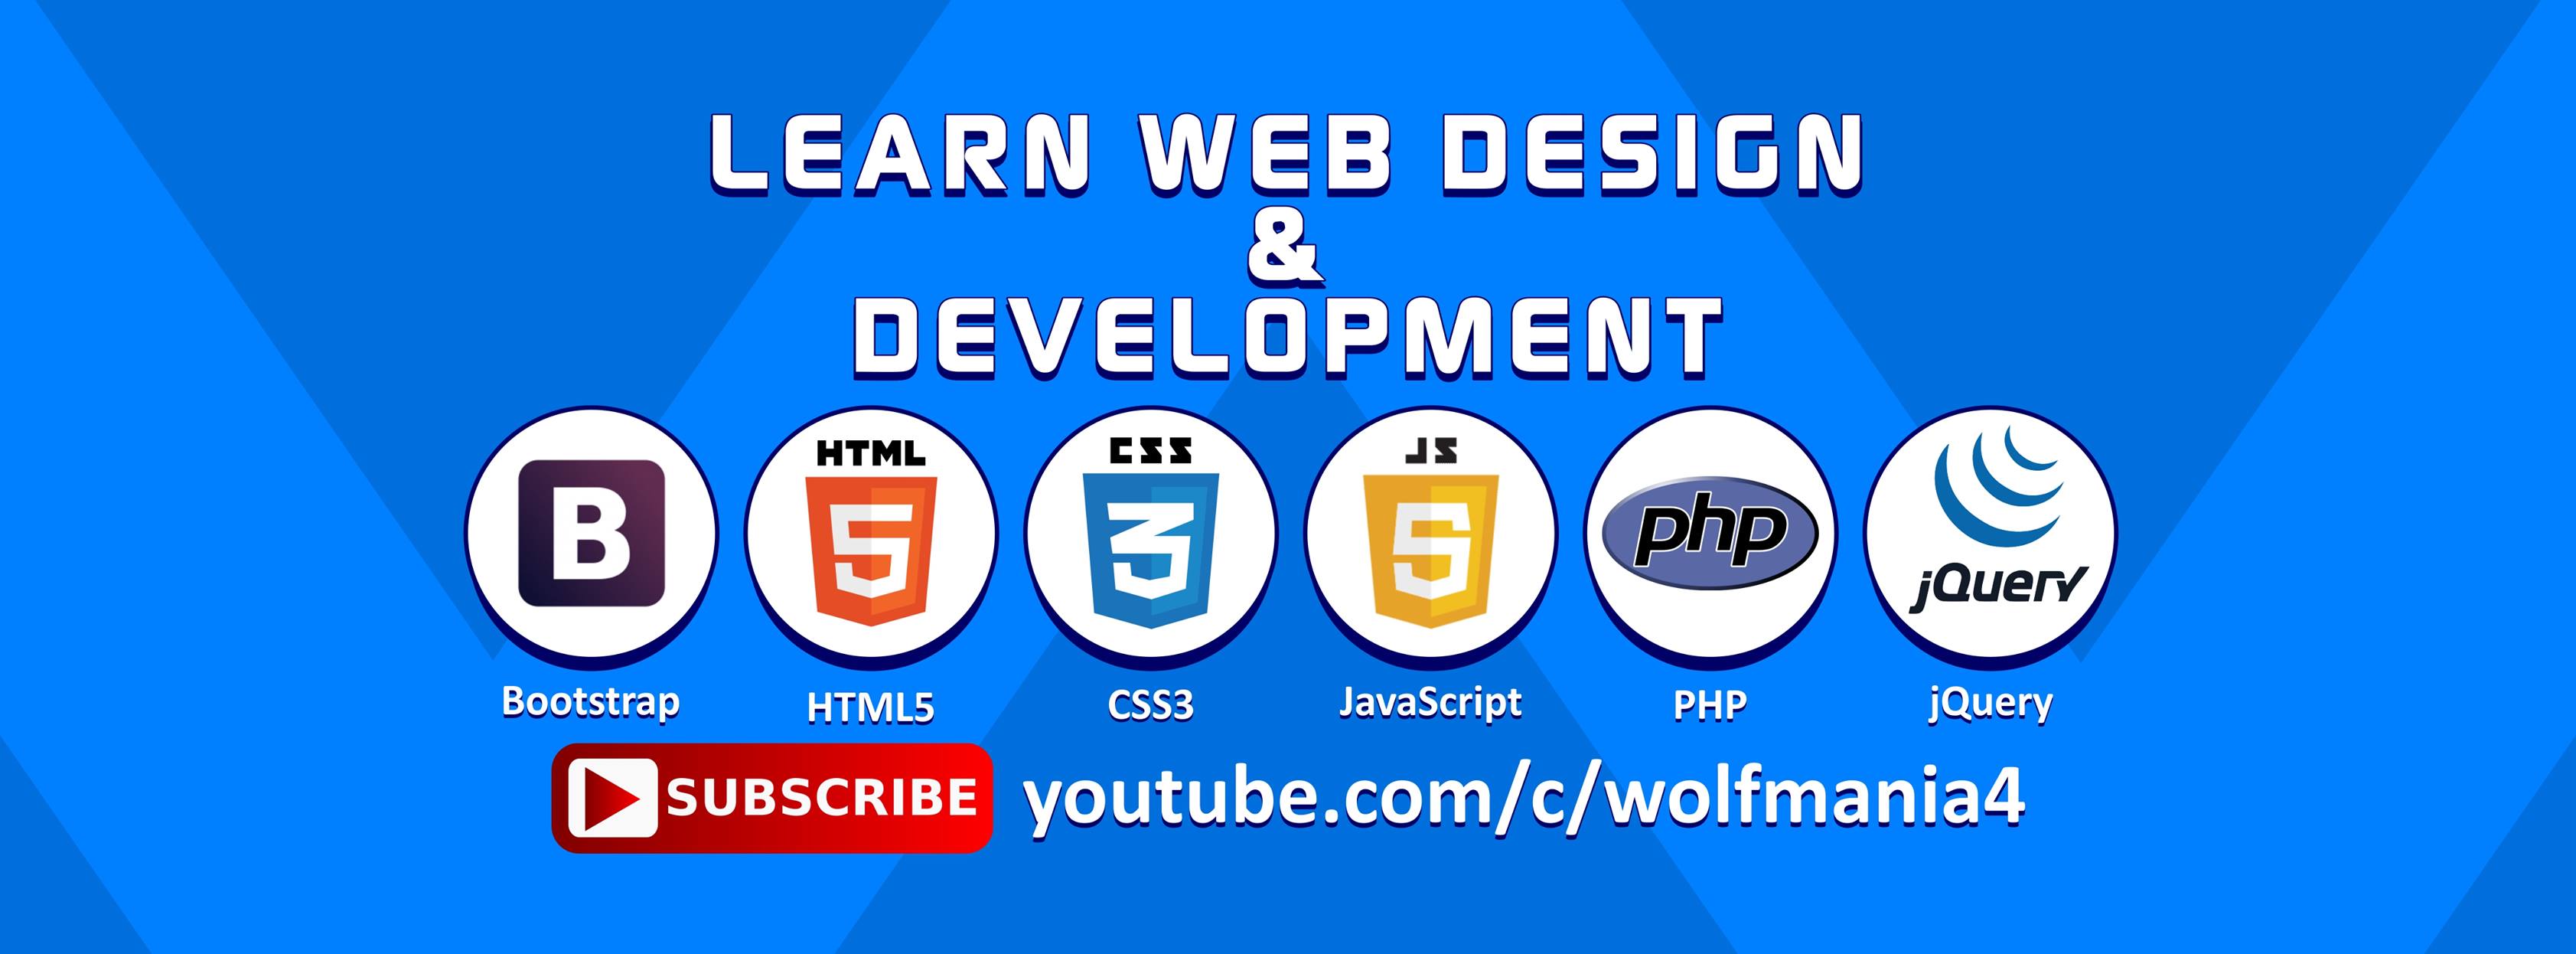 LEARN WEB DESIGN
&
DEVELOPMENT
B
HTML
5
CSS
3
JS
5
php
jQuery
Bootstrap
HTML5
CSS3
JavaScript
PHP
jQuery
SUBSCRIBE
youtube.com/c/wolfmania4